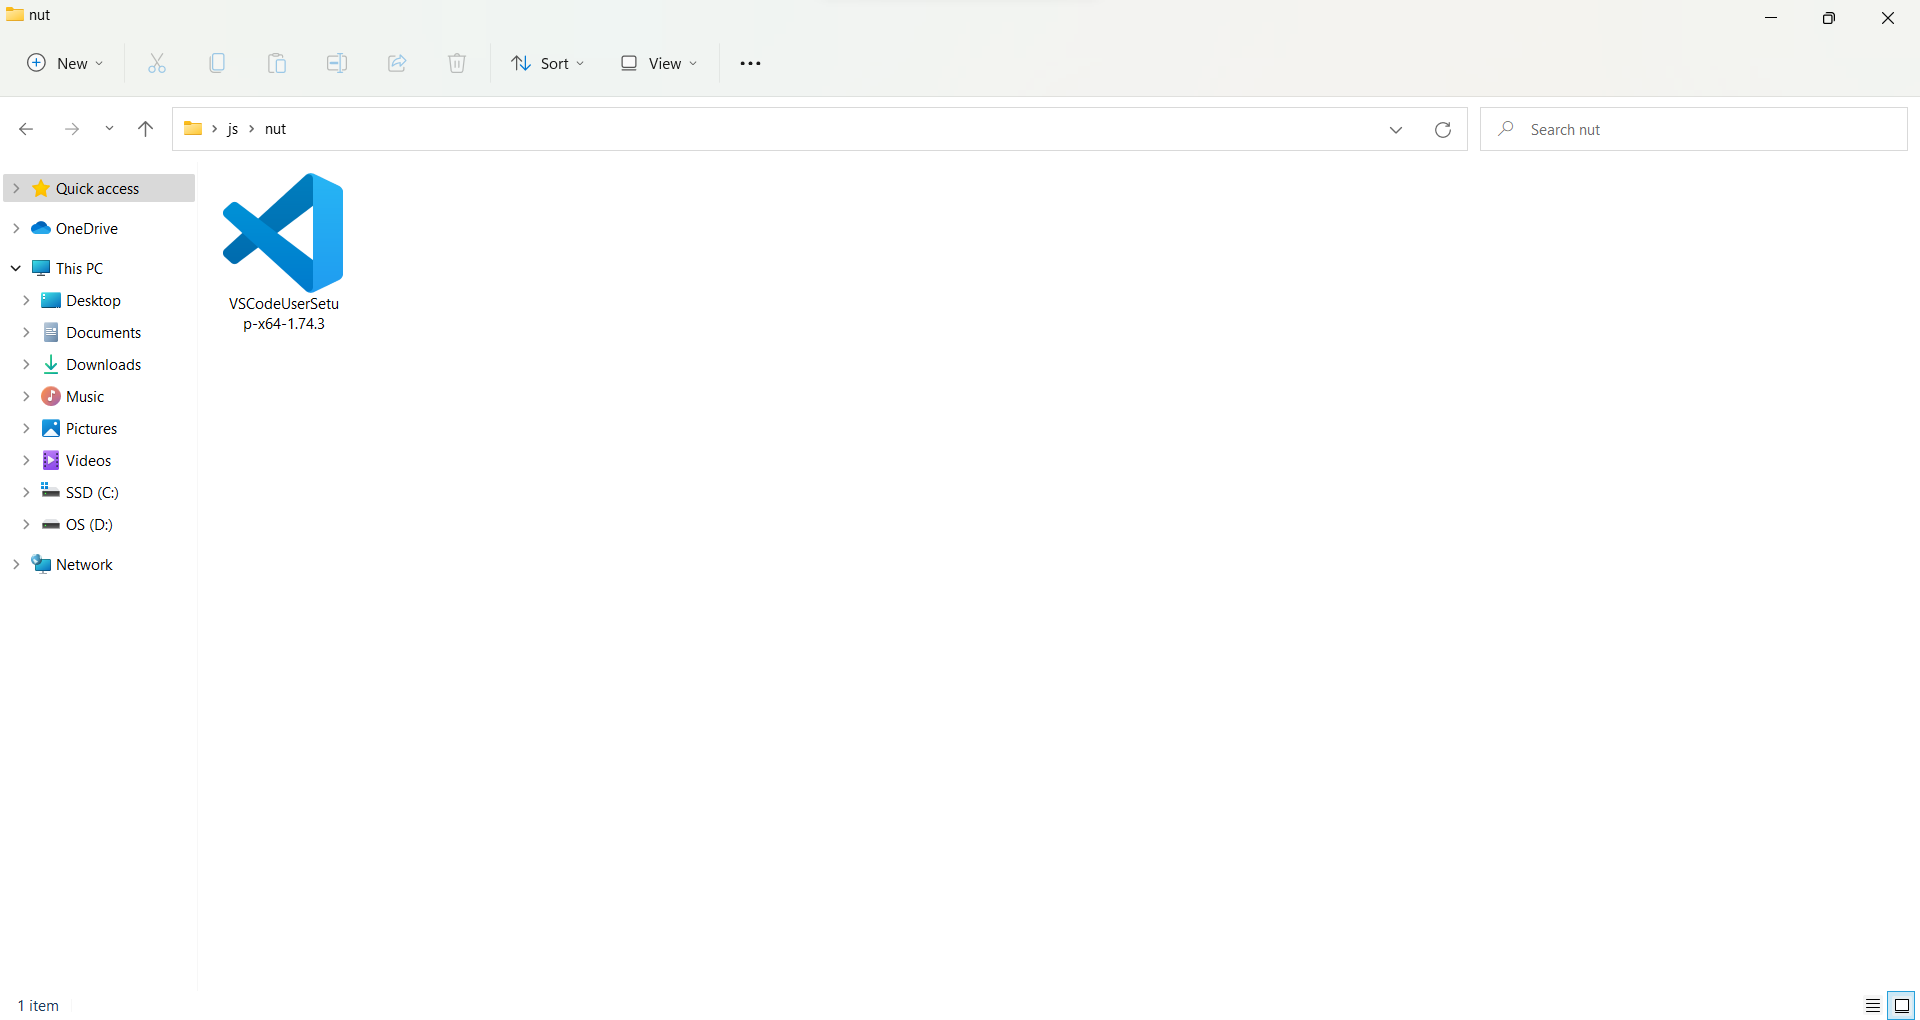 nut
New
Sort
View
js
nut
Search nut
Quick access
OneDrive
This PC
Desktop
Documents
Downloads
Music
Pictures
Videos
SSD (C:)
OS (D:)
Network
VSCodeUserSetu
p-x64-1.74.3
1 item